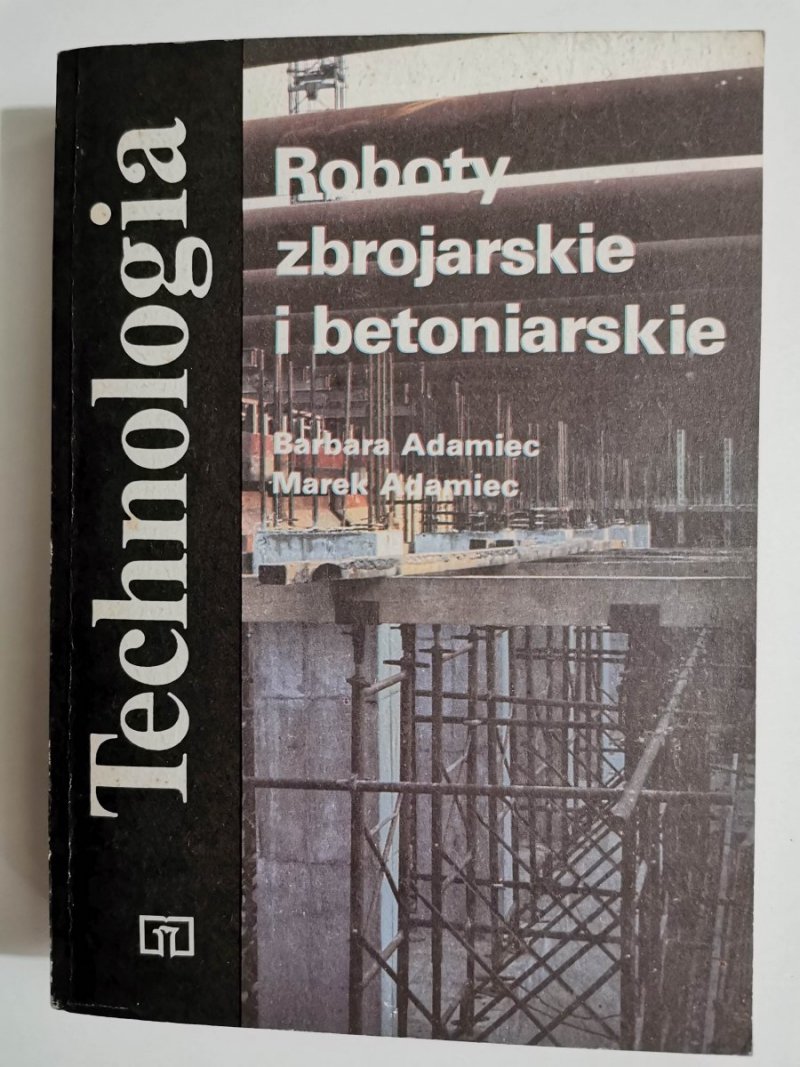 Technologia
Roboty
zbrojarskie
i betoniarskie
Barbara Adamiec
Marek Adamiec